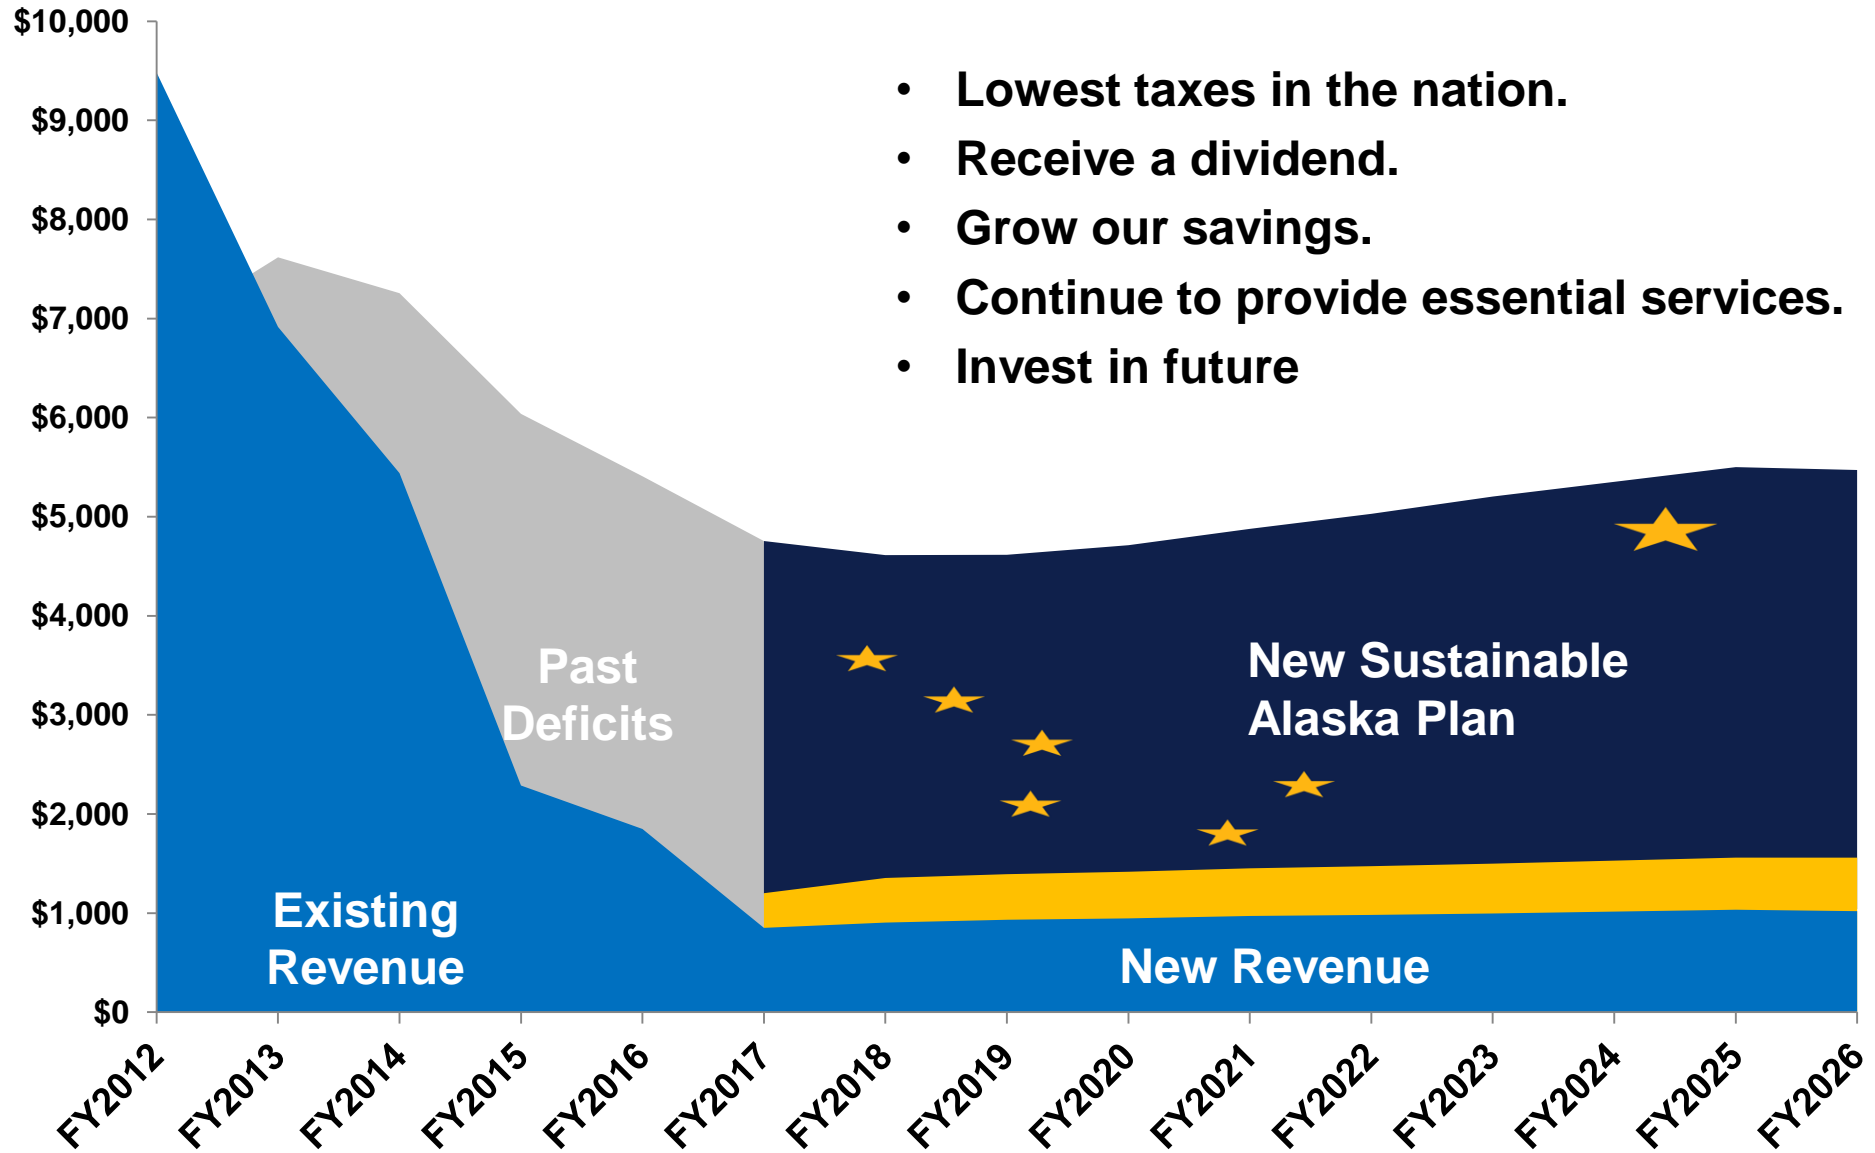 $10,000
$9,000
$8,000
$7,000
$6,000
$5,000
$4,000
$3,000
$2,000
$1,000
$0
• Lowest taxes in the nation.
• Receive a dividend.
• Grow our savings.
• Continue to provide essential services.
• Invest in future
Past
Deficits
New Sustainable
Alaska Plan
Existing
Revenue
New Revenue
FY2012
FY2013
FY2014
FY2015
FY2016
FY2017
FY2018
FY2019
FY2020
FY2021
FY2022
FY2023
FY2024
FY2025
FY2026